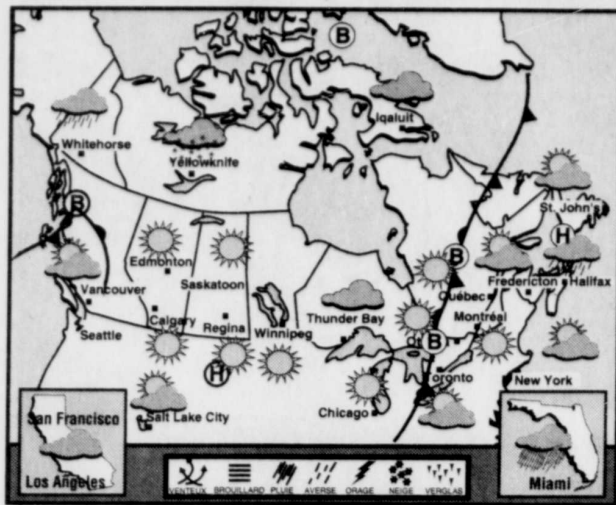 B
Iqaluit
Whitehorse
Yellowknife
B
St. John's
H
Edmonton
Saskatoon
B
Vancouver
Fredericton
Halifax
Québec
Calgary
Regina
Winnipeg
Thunder Bay
Montréal
Seattle
B
H
Toronto
New York
Chicago
Salt Lake City
San Francisco
Los Angeles
Miami
VENTEUX BROUILLARD PLUIE AVERSE ORAGE NEIGE VERGLAS